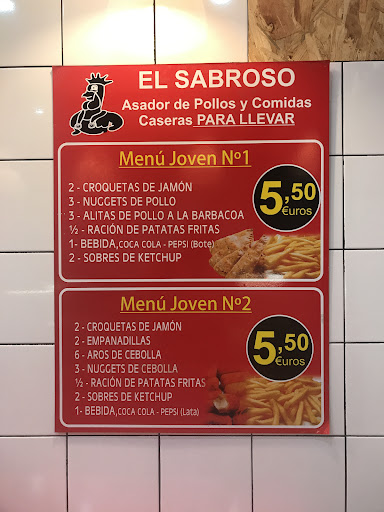 EL SABROSO
Asador de Pollos y Comidas
Caseras PARA LLEVAR
Menú Joven Nº1
2 - CROQUETAS DE JAMÓN
3 - NUGGETS DE POLLO
3 - ALITAS DE POLLO A LA BARBACOA
½ - RACIÓN DE PATATAS FRITAS
1- BEBIDA, COCA COLA - PEPSI (Bote)
2 - SOBRES DE KETCHUP
5,50
€uros
Menú Joven Nº2
2 - CROQUETAS DE JAMÓN
2 - EMPANADILLAS
6 - AROS DE CEBOLLA
3 - NUGGETS DE CEBOLLA
½ - RACIÓN DE PATATAS FRITAS
2 - SOBRES DE KETCHUP
1- BEBIDA, COCA COLA - PEPSI (Lata)
5,50
€uros